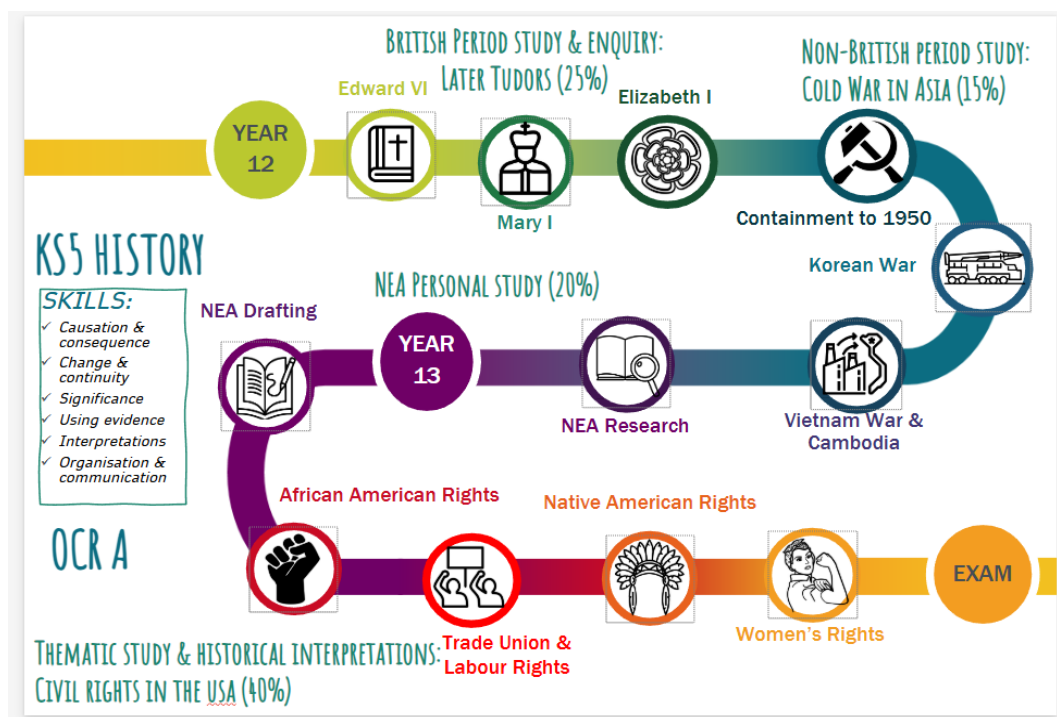 BRITISH PERIOD STUDY & ENQUIRY:
LATER TUDORS (25%)
NON-BRITISH PERIOD STUDY:
COLD WAR IN ASIA (15%)
YEAR
12
Edward VI
Mary I
Elizabeth I
Containment to 1950
Korean War
Vietnam War &
Cambodia
KS5 HISTORY
SKILLS:
✓ Causation &
consequence
✓ Change &
continuity
✓ Significance
✓ Using evidence
✓ Interpretations
✓ Organisation &
communication
OCR A
NEA PERSONAL STUDY (20%)
NEA Research
YEAR
13
NEA Drafting
African American Rights
Trade Union &
Labour Rights
Native American Rights
Women's Rights
EXAM
THEMATIC STUDY & HISTORICAL INTERPRETATIONS:
CIVIL RIGHTS IN THE USA (40%)